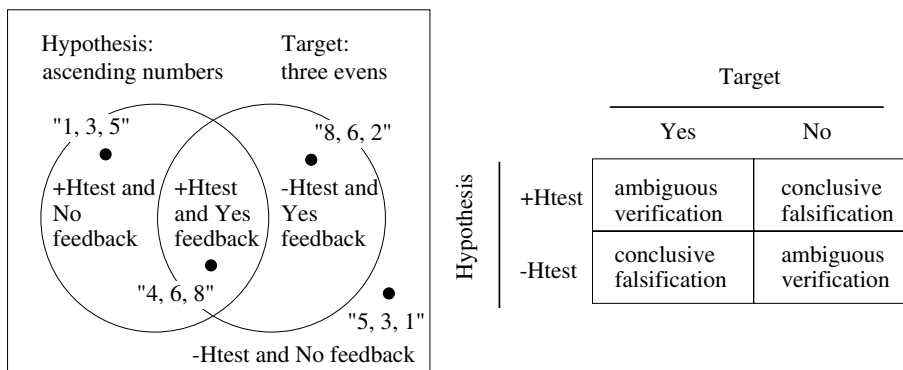 Hypothesis:
ascending numbers
Target:
three evens
"1, 3, 5"
"8, 6, 2"
+Htest and
No
feedback
+Htest
and Yes
feedback
-Htest and
Yes
feedback
"4, 6, 8"
"5, 3, 1"
-Htest and No feedback
Target
Yes
No
Hypothesis
+Htest
ambiguous
verification
conclusive
falsification
-Htest
conclusive
falsification
ambiguous
verification